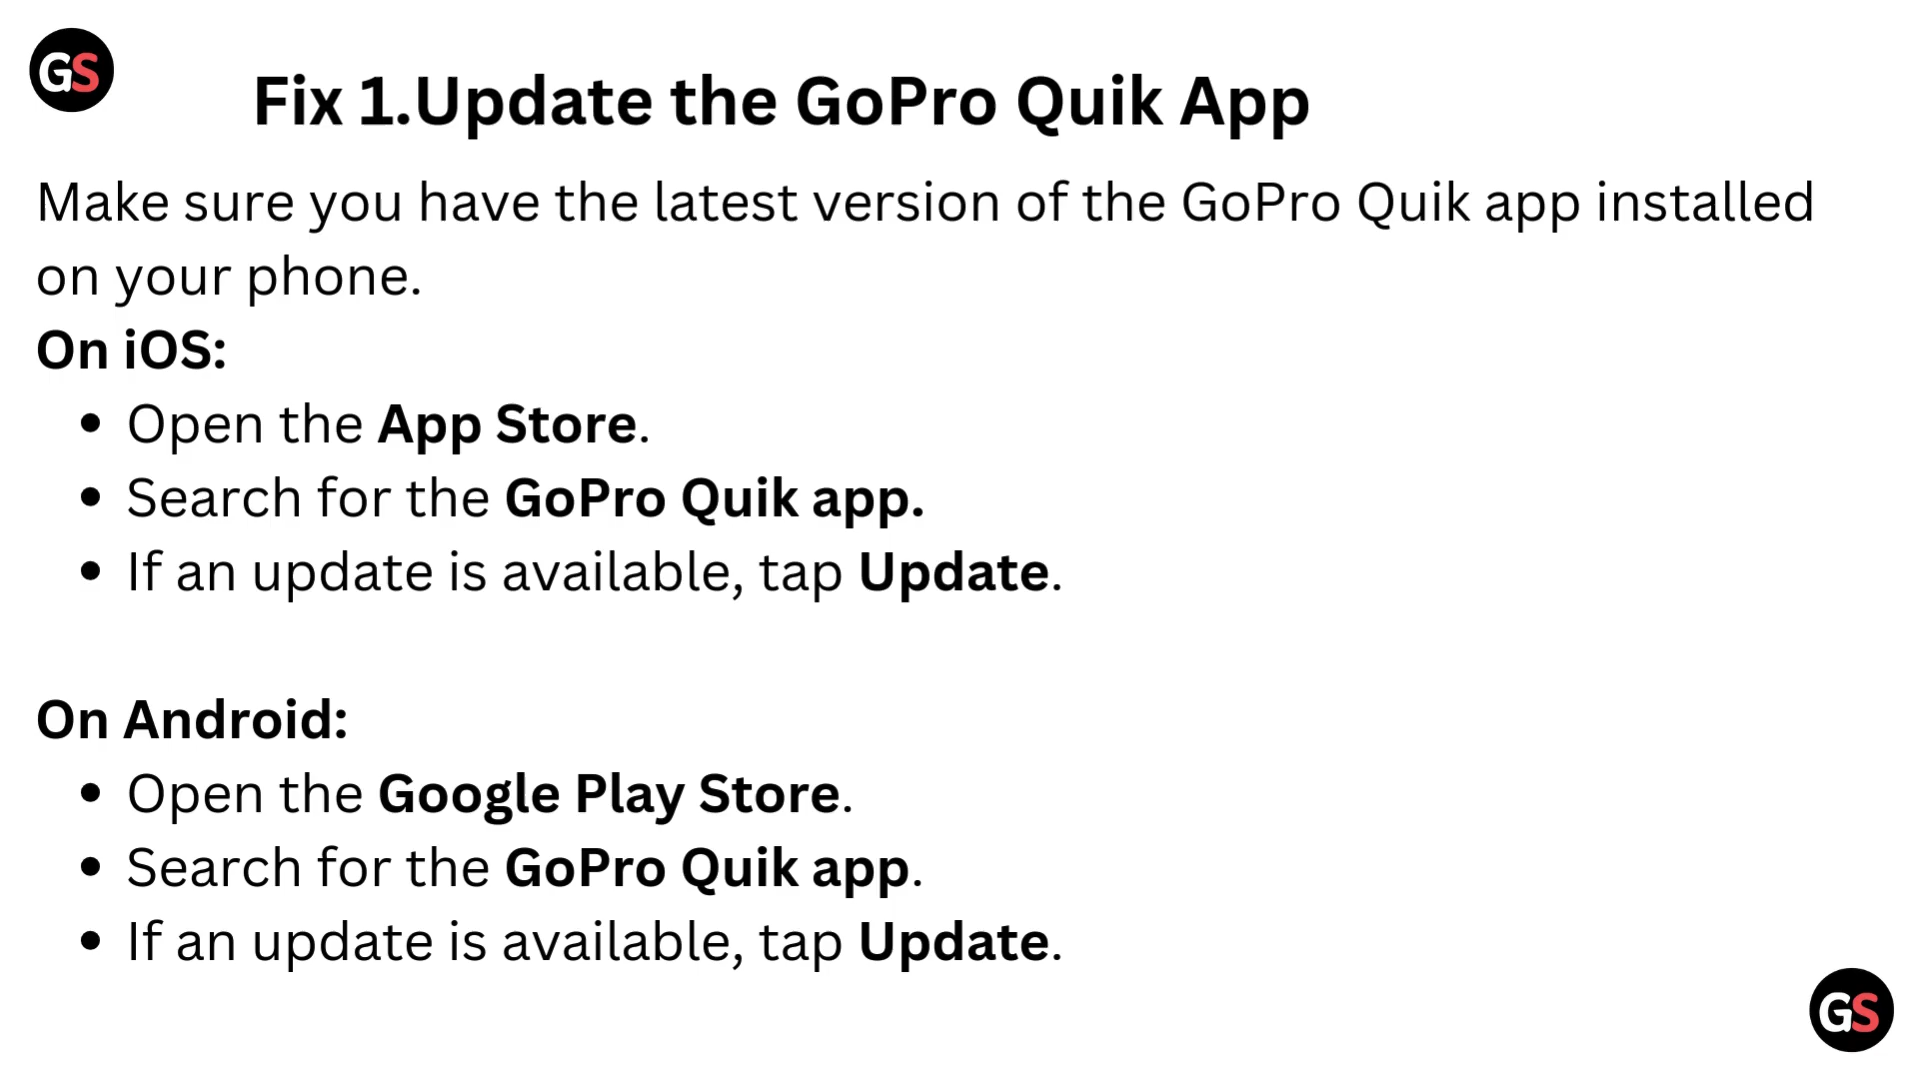 GS
Fix 1.Update the GoPro Quik App
Make sure you have the latest version of the GoPro Quik app installed
on your phone.
On iOS:
• Open the App Store.
• Search for the GoPro Quik app.
• If an update is available, tap Update.
On Android:
• Open the Google Play Store.
• Search for the GoPro Quik app.
• If an update is available, tap Update.
GS